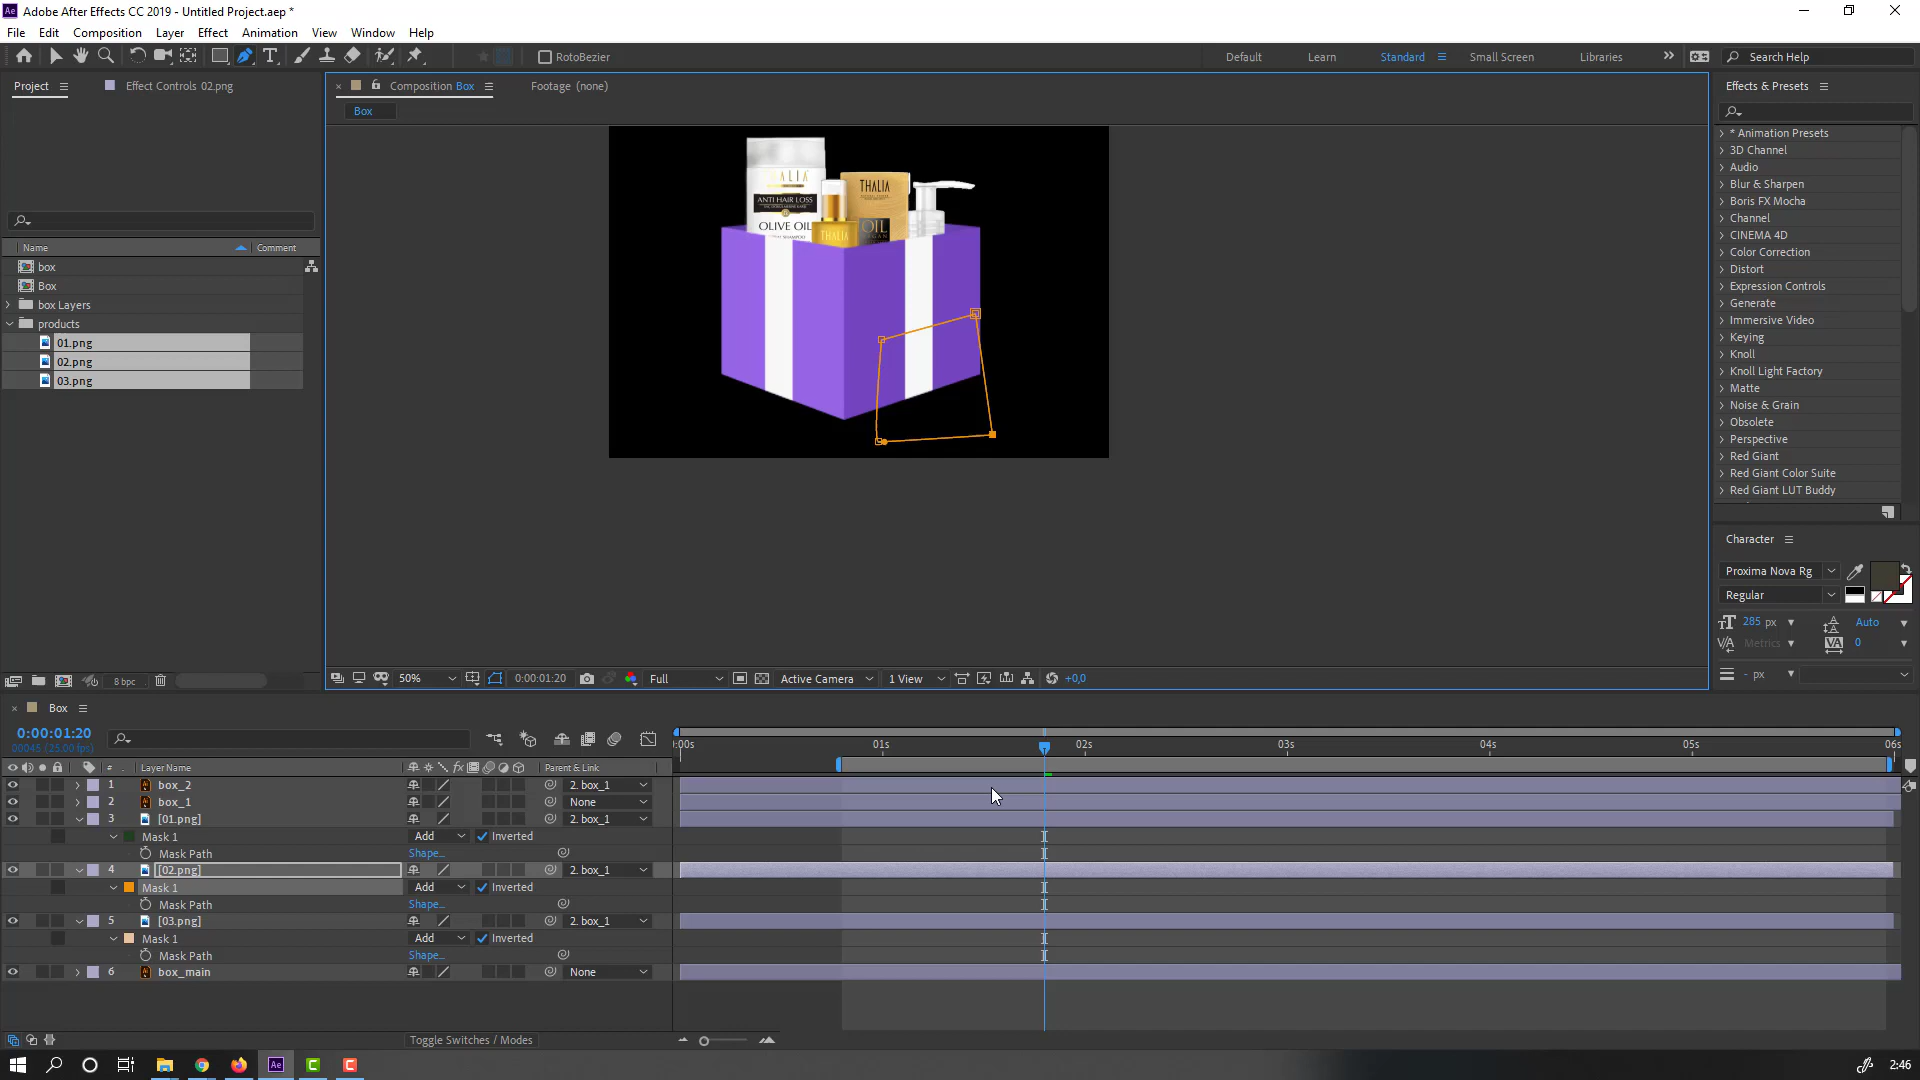 Adobe After Effects CC 2019 - Untitled Project.aep *
File Edit Composition Layer Effect Animation View Window Help
RotoBezier
Default Learn Standard Small Screen Libraries
Search Help
Project
Effect Controls 02.png
Composition Box
Footage (none)
Box
Name
Comment
box
Box
box Layers
products
01.png
02.png
03.png
8 bpc
THALIA
ANTI HAIR LOSS
OLIVE OIL
THALIA
THALIA
OIL
50%
0:00:01:20
Full
Active Camera
1 View
+0,0
Effects & Presets
* Animation Presets
3D Channel
Audio
Blur & Sharpen
Boris FX Mocha
Channel
CINEMA 4D
Color Correction
Distort
Expression Controls
Generate
Immersive Video
Keying
Knoll
Knoll Light Factory
Matte
Noise & Grain
Obsolete
Perspective
Red Giant
Red Giant Color Suite
Red Giant LUT Buddy
Character
Proxima Nova Rg
Regular
285 px
Auto
Metrics
0
- px
Box
0:00:01:20
00045 (25.00 fps)
:00s 01s 02s 03s 04s 05s 06s
# Layer Name
Parent & Link
1 box_2 2. box_1
2 box_1 None
3 [01.png] 2. box_1
Mask 1 Add Inverted
Mask Path Shape...
4 [02.png] 2. box_1
Mask 1 Add Inverted
Mask Path Shape...
5 [03.png] 2. box_1
Mask 1 Add Inverted
Mask Path Shape...
6 box_main None
Toggle Switches / Modes
2:46